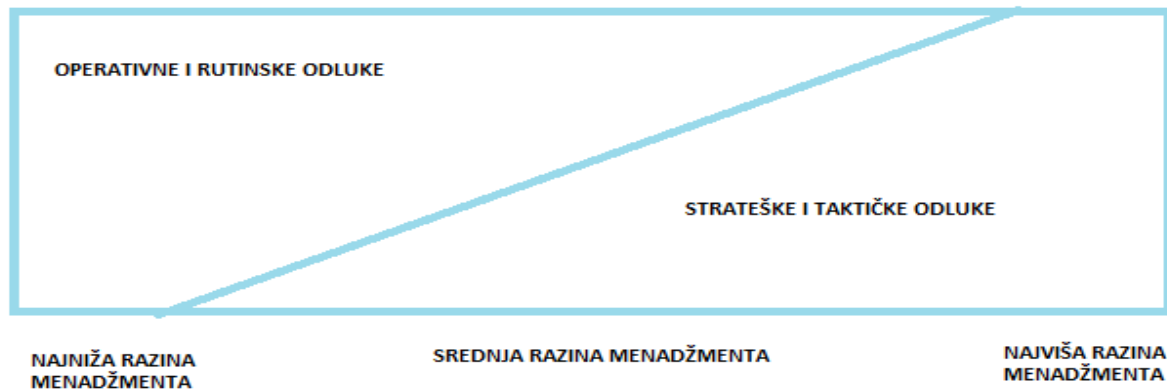 OPERATIVNE I RUTINSKE ODLUKE
STRATEŠKE I TAKTIČKE ODLUKE
NAJNIŽA RAZINA
MENADŽMENTA
SREDNJA RAZINA MENADŽMENTA
NAJVIŠA RAZINA
MENADŽMENTA